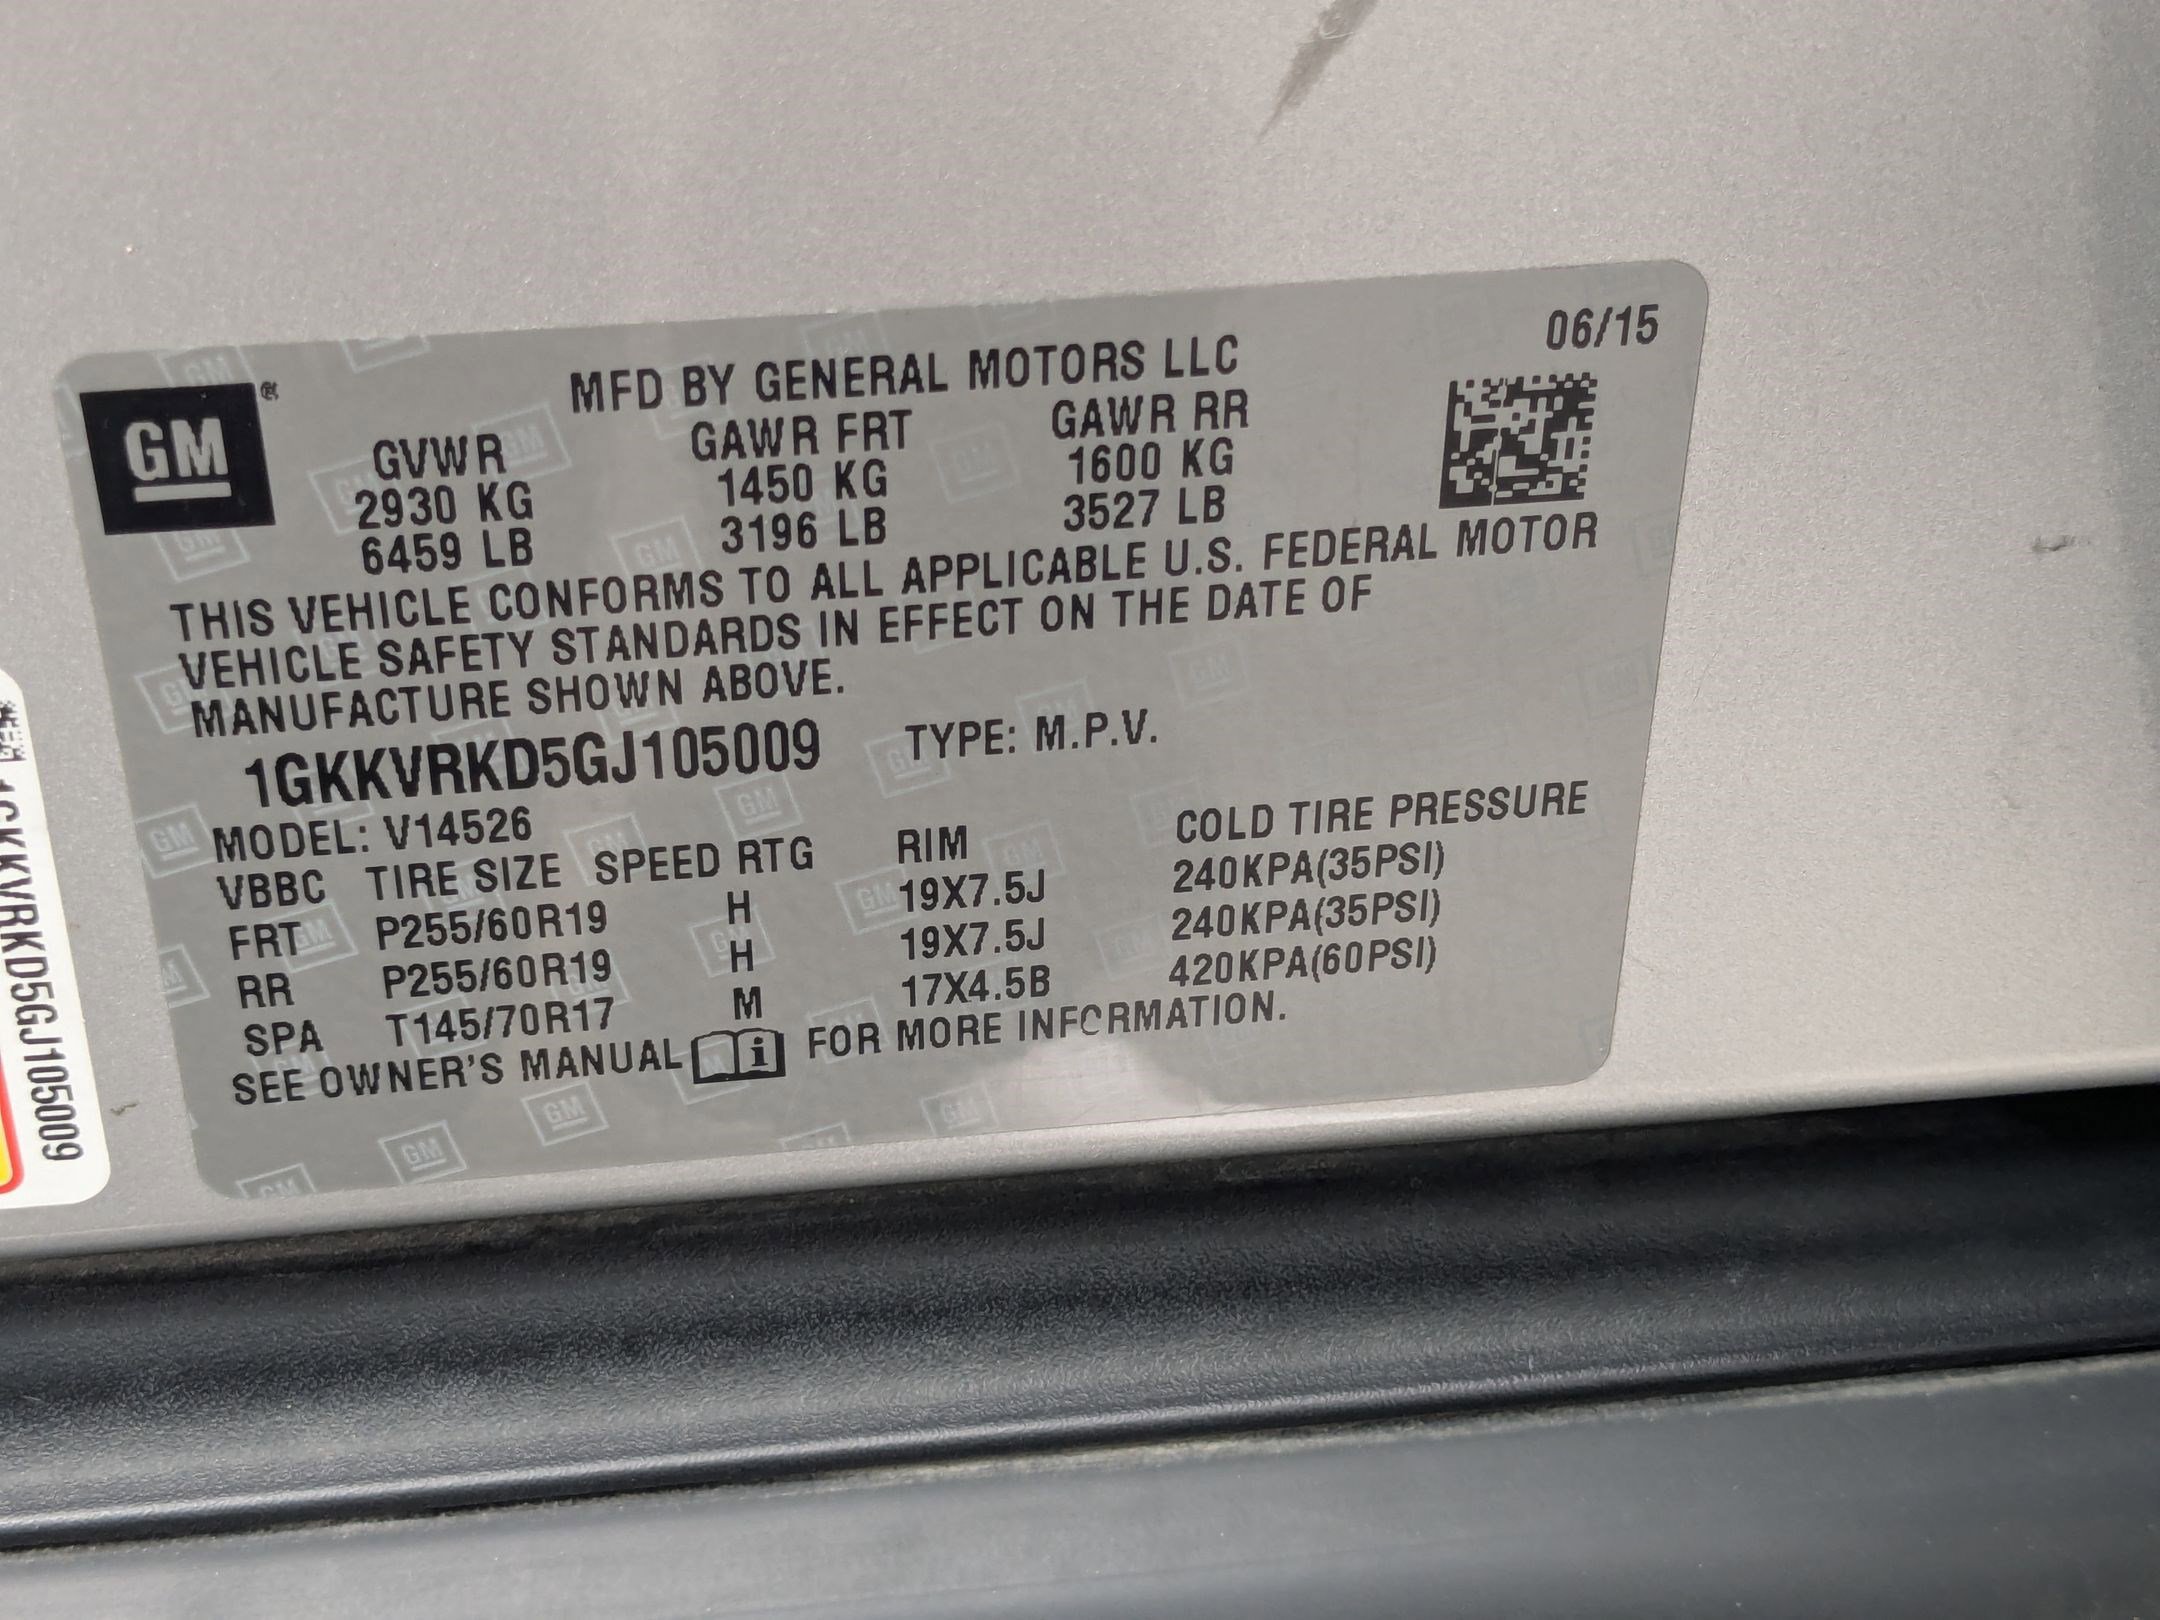 06/15
GM®
MFD BY GENERAL MOTORS LLC
GVWR GAWR FRT GAWR RR
2930 KG 1450 KG 1600 KG
6459 LB 3196 LB 3527 LB
THIS VEHICLE CONFORMS TO ALL APPLICABLE U.S. FEDERAL MOTOR
VEHICLE SAFETY STANDARDS IN EFFECT ON THE DATE OF
MANUFACTURE SHOWN ABOVE.
1GKKVRKD5GJ105009 TYPE: M.P.V.
MODEL: V14526
VBBC TIRE SIZE SPEED RTG RIM COLD TIRE PRESSURE
FRT P255/60R19 H 19X7.5J 240KPA(35PSI)
RR P255/60R19 H 19X7.5J 240KPA(35PSI)
SPA T145/70R17 M 17X4.5B 420KPA(60PSI)
SEE OWNER'S MANUAL i FOR MORE INFORMATION.
1GKKVRKD5GJ105009